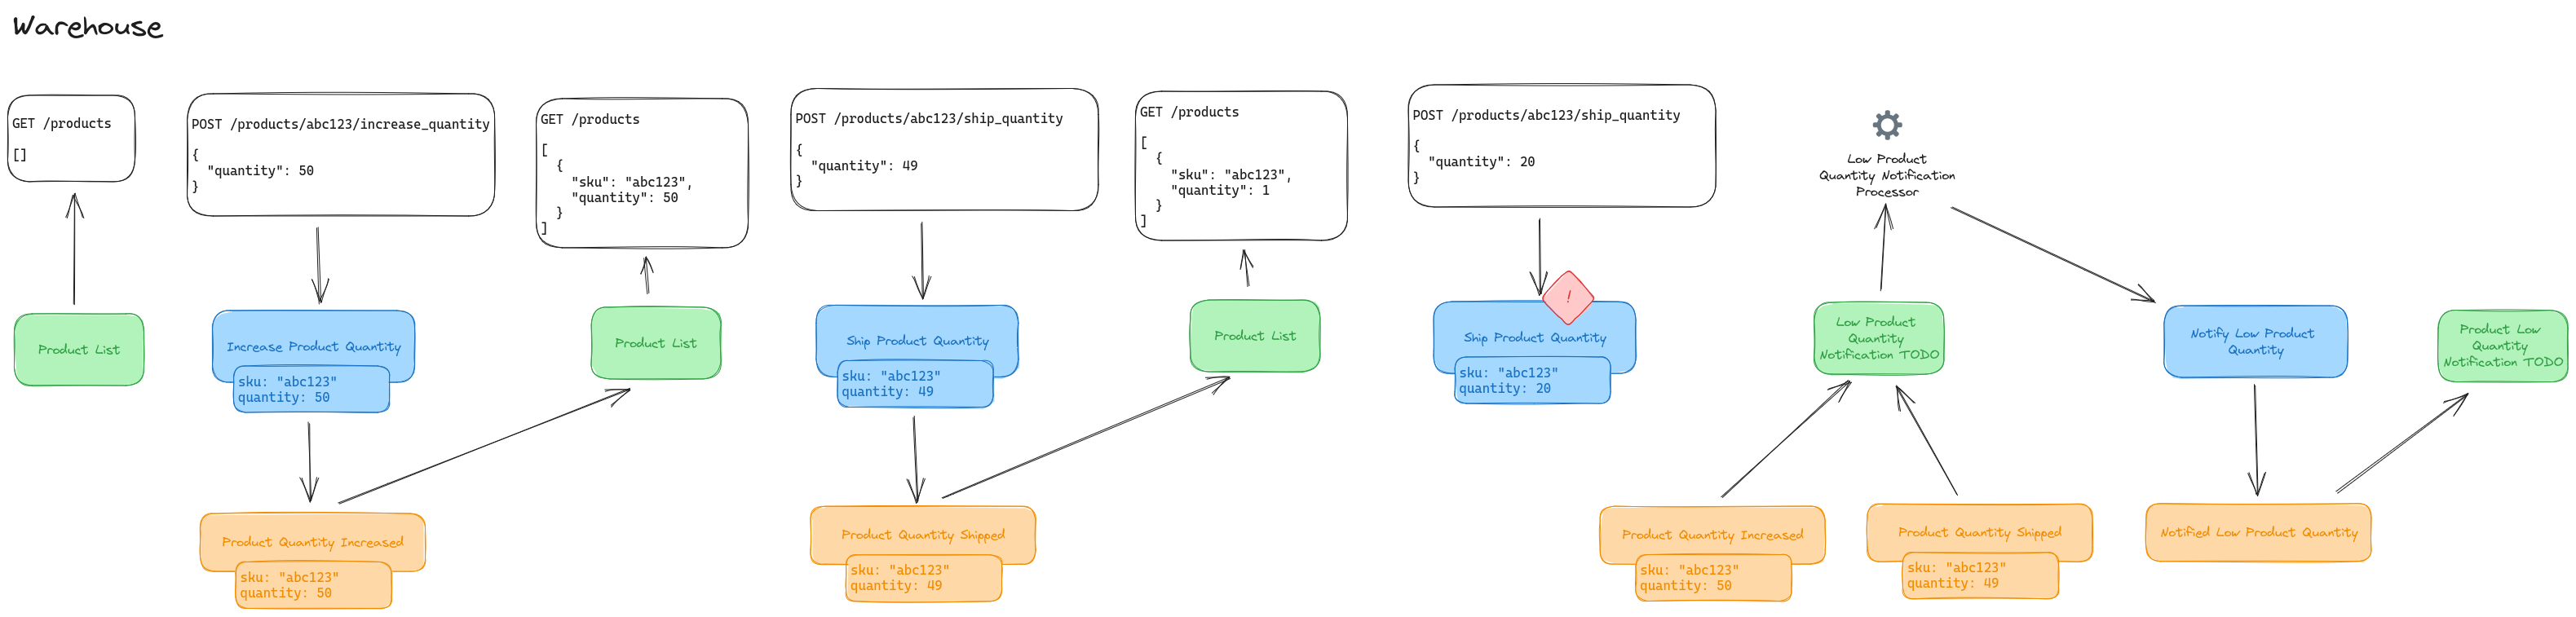 Warehouse
GET /products
[]
Product List
POST /products/abc123/increase_quantity
{
"quantity": 50
}
Increase Product Quantity
sku: "abc123"
quantity: 50
Product Quantity Increased
sku: "abc123"
quantity: 50
GET /products
[
{
"sku": "abc123",
"quantity": 50
}
]
Product List
POST /products/abc123/ship_quantity
{
"quantity": 49
}
Ship Product Quantity
sku: "abc123"
quantity: 49
Product Quantity Shipped
sku: "abc123"
quantity: 49
GET /products
[
{
"sku": "abc123",
"quantity": 1
}
]
Product List
POST /products/abc123/ship_quantity
{
"quantity": 20
}
!
Ship Product Quantity
sku: "abc123"
quantity: 20
Low Product
Quantity Notification
Processor
Low Product
Quantity
Notification TODO
Product Quantity Increased
sku: "abc123"
quantity: 50
Product Quantity Shipped
sku: "abc123"
quantity: 49
Notify Low Product
Quantity
Notified Low Product Quantity
Product Low
Quantity
Notification TODO